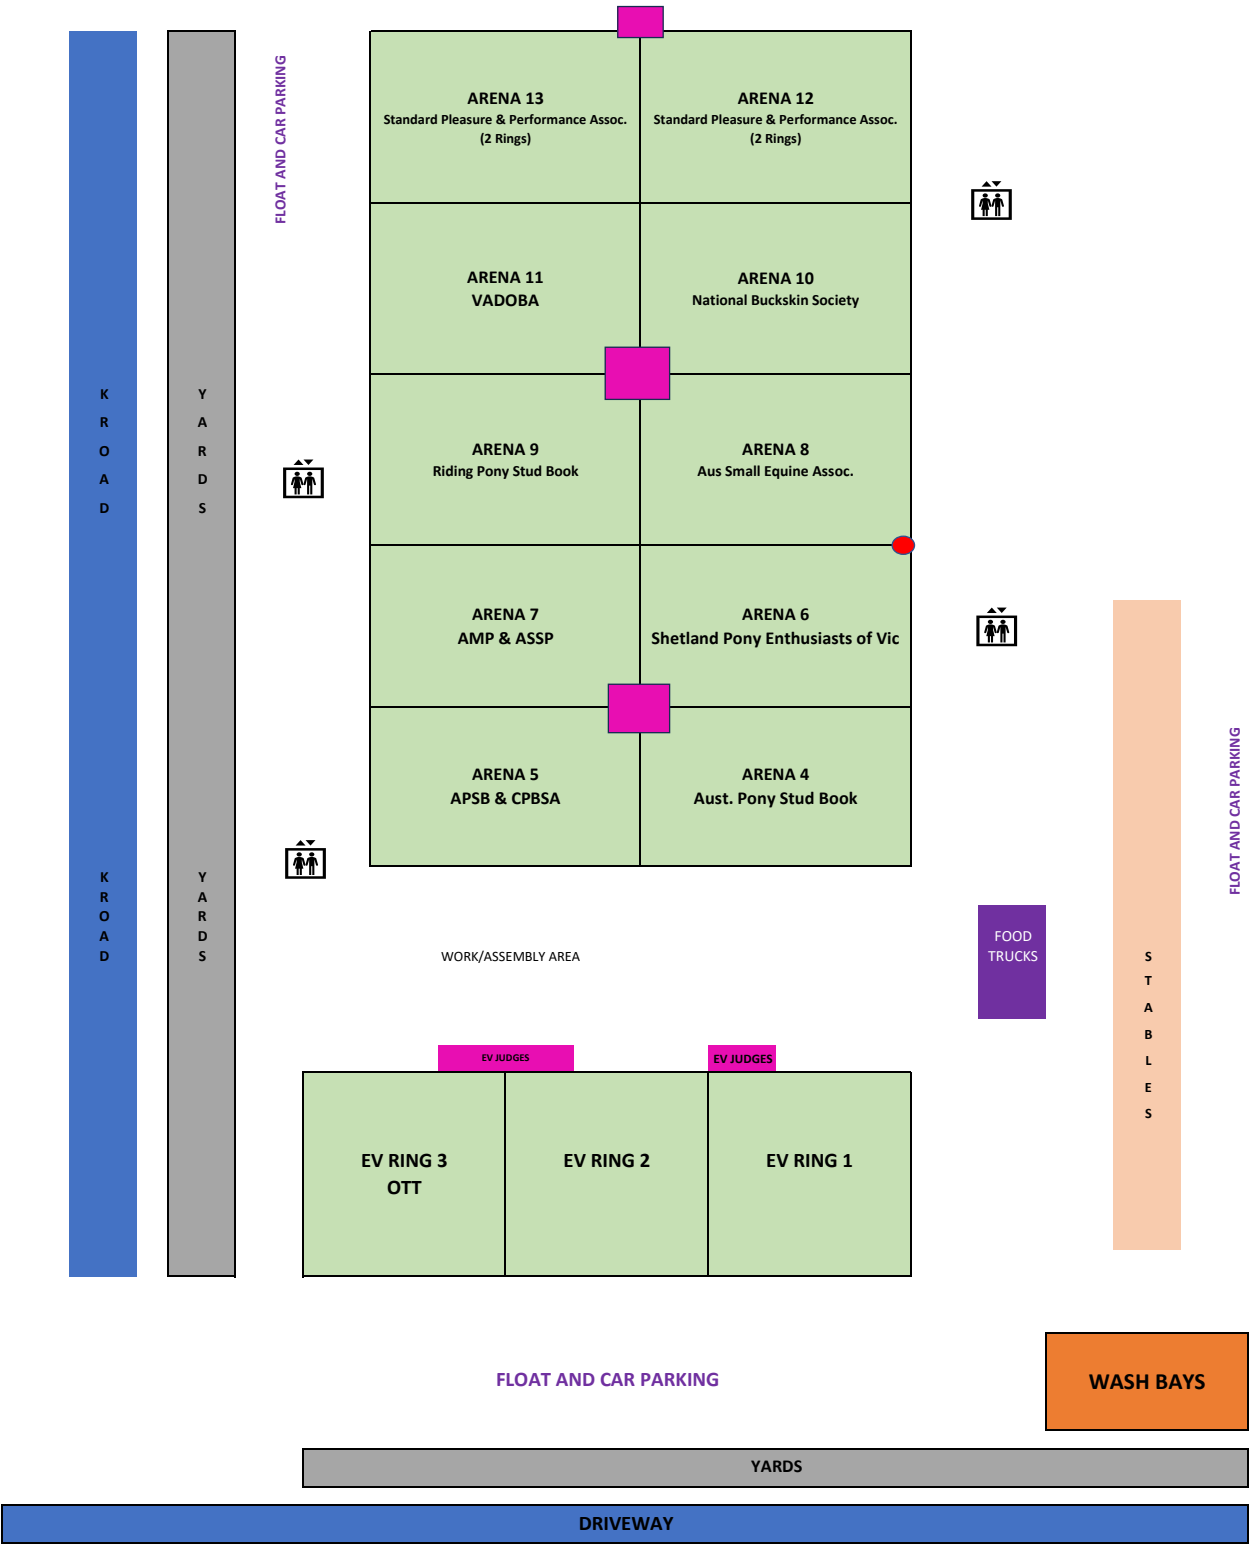 FLOAT AND CAR PARKING
ARENA 13
Standard Pleasure & Performance Assoc.
(2 Rings)
ARENA 12
Standard Pleasure & Performance Assoc.
(2 Rings)
ARENA 11
VADOBA
ARENA 10
National Buckskin Society
K
R
O
A
D
Y
A
R
D
S
ARENA 9
Riding Pony Stud Book
ARENA 8
Aus Small Equine Assoc.
ARENA 7
AMP & ASSP
ARENA 6
Shetland Pony Enthusiasts of Vic
ARENA 5
APSB & CPBSA
ARENA 4
Aust. Pony Stud Book
FLOAT AND CAR PARKING
K
R
O
A
D
Y
A
R
D
S
WORK/ASSEMBLY AREA
FOOD
TRUCKS
S
T
A
B
L
E
S
EV JUDGES
EV JUDGES
EV RING 3
OTT
EV RING 2
EV RING 1
FLOAT AND CAR PARKING
WASH BAYS
YARDS
DRIVEWAY